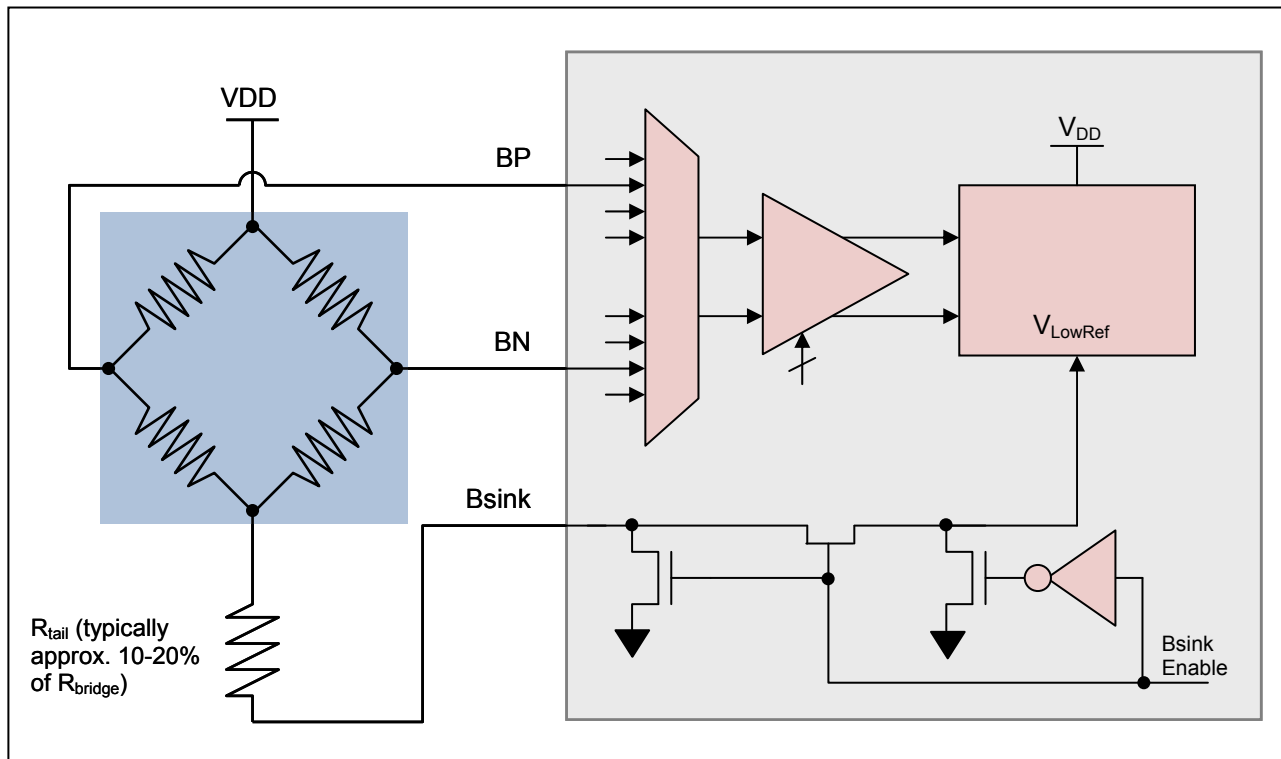 VDD
BP
V_DD
BN
V_LowRef
Bsink
R_tail (typically
approx. 10-20%
of R_bridge)
Bsink
Enable